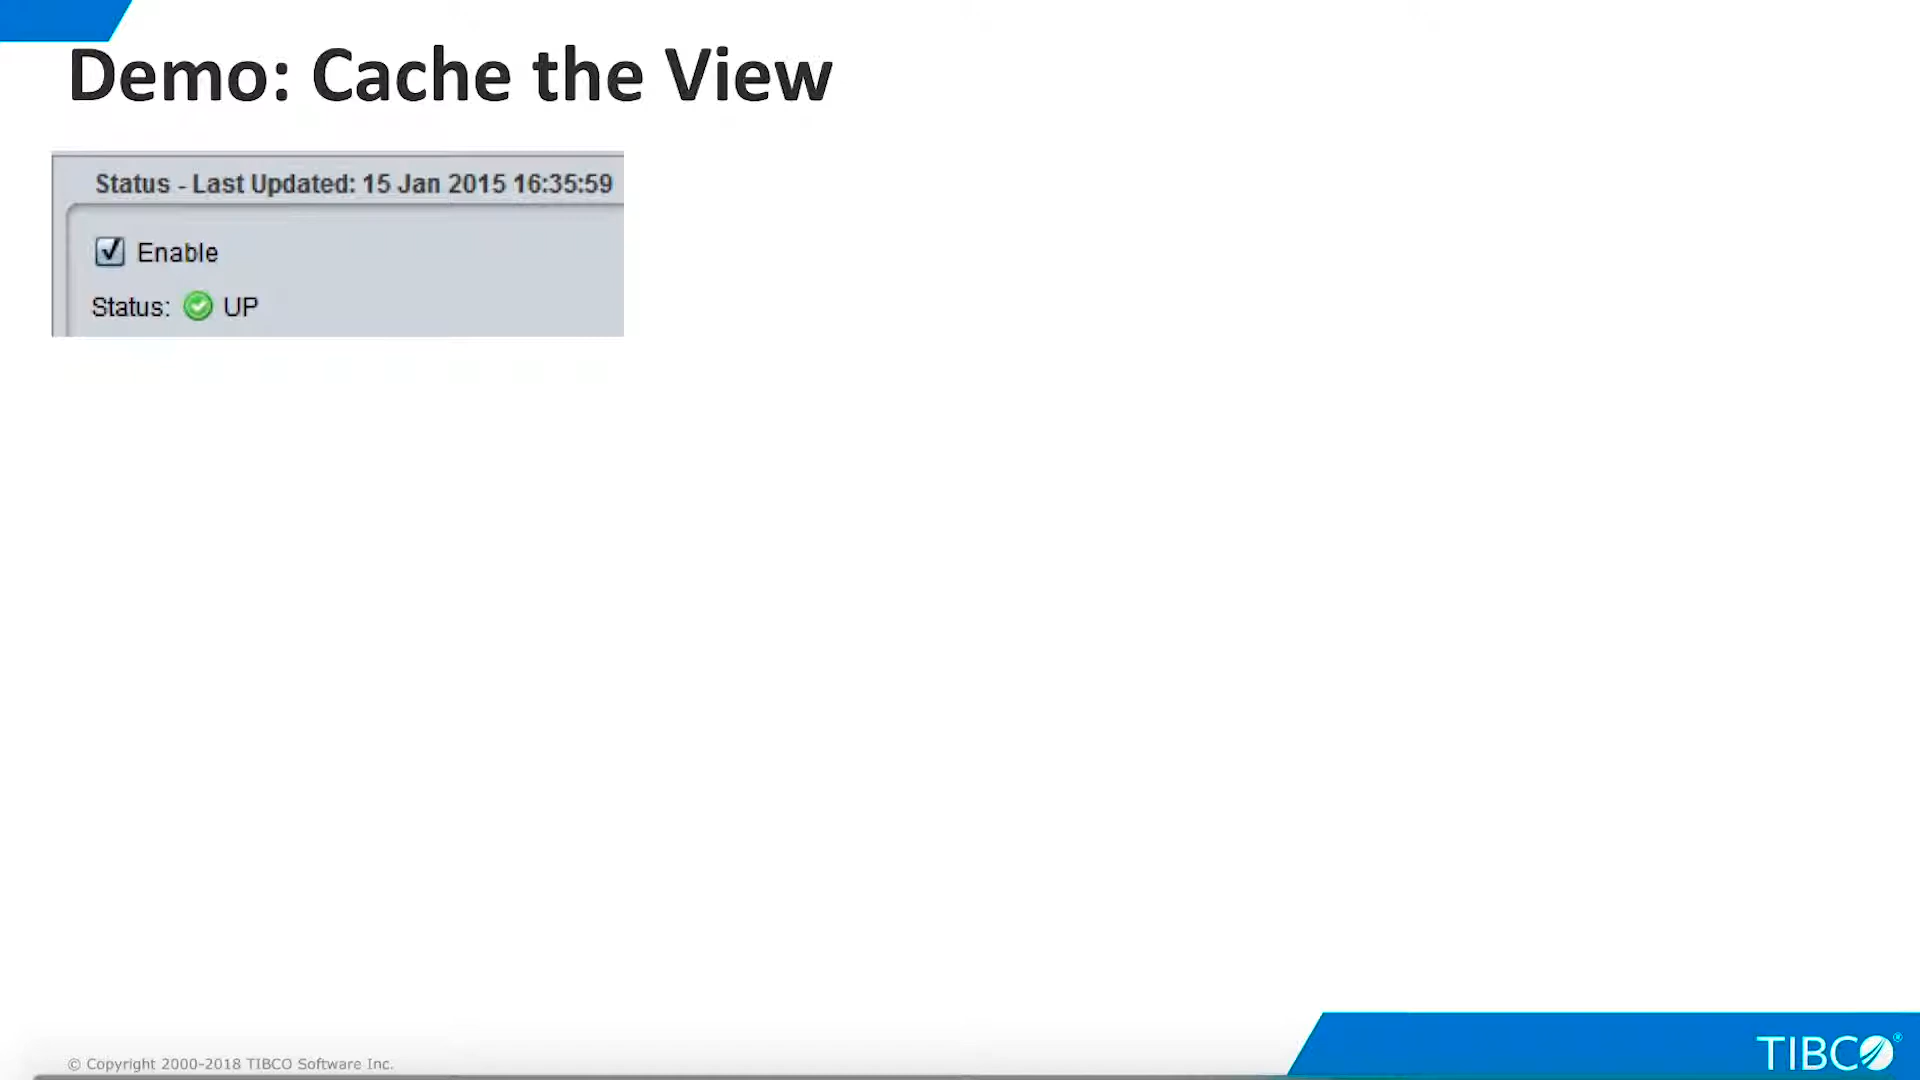 Demo: Cache the View
Status - Last Updated: 15 Jan 2015 16:35:59
Enable
Status: UP
© Copyright 2000-2018 TIBCO Software Inc.
TIBCO®